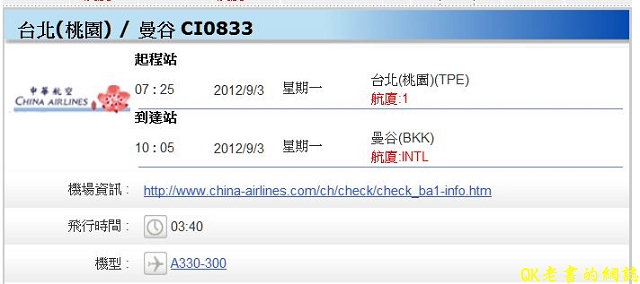 台北(桃園) / 曼谷 CI0833
起程站
中華航空
CHINA AIRLINES
07 : 25 2012/9/3 星期一 台北(桃園)(TPE)
航廈:1
到達站
10 : 05 2012/9/3 星期一 曼谷(BKK)
航廈:INTL
機場資訊 : http://www.china-airlines.com/ch/check/check_ba1-info.htm
飛行時間 : 03:40
機型 : A330-300
QK老書的網誌